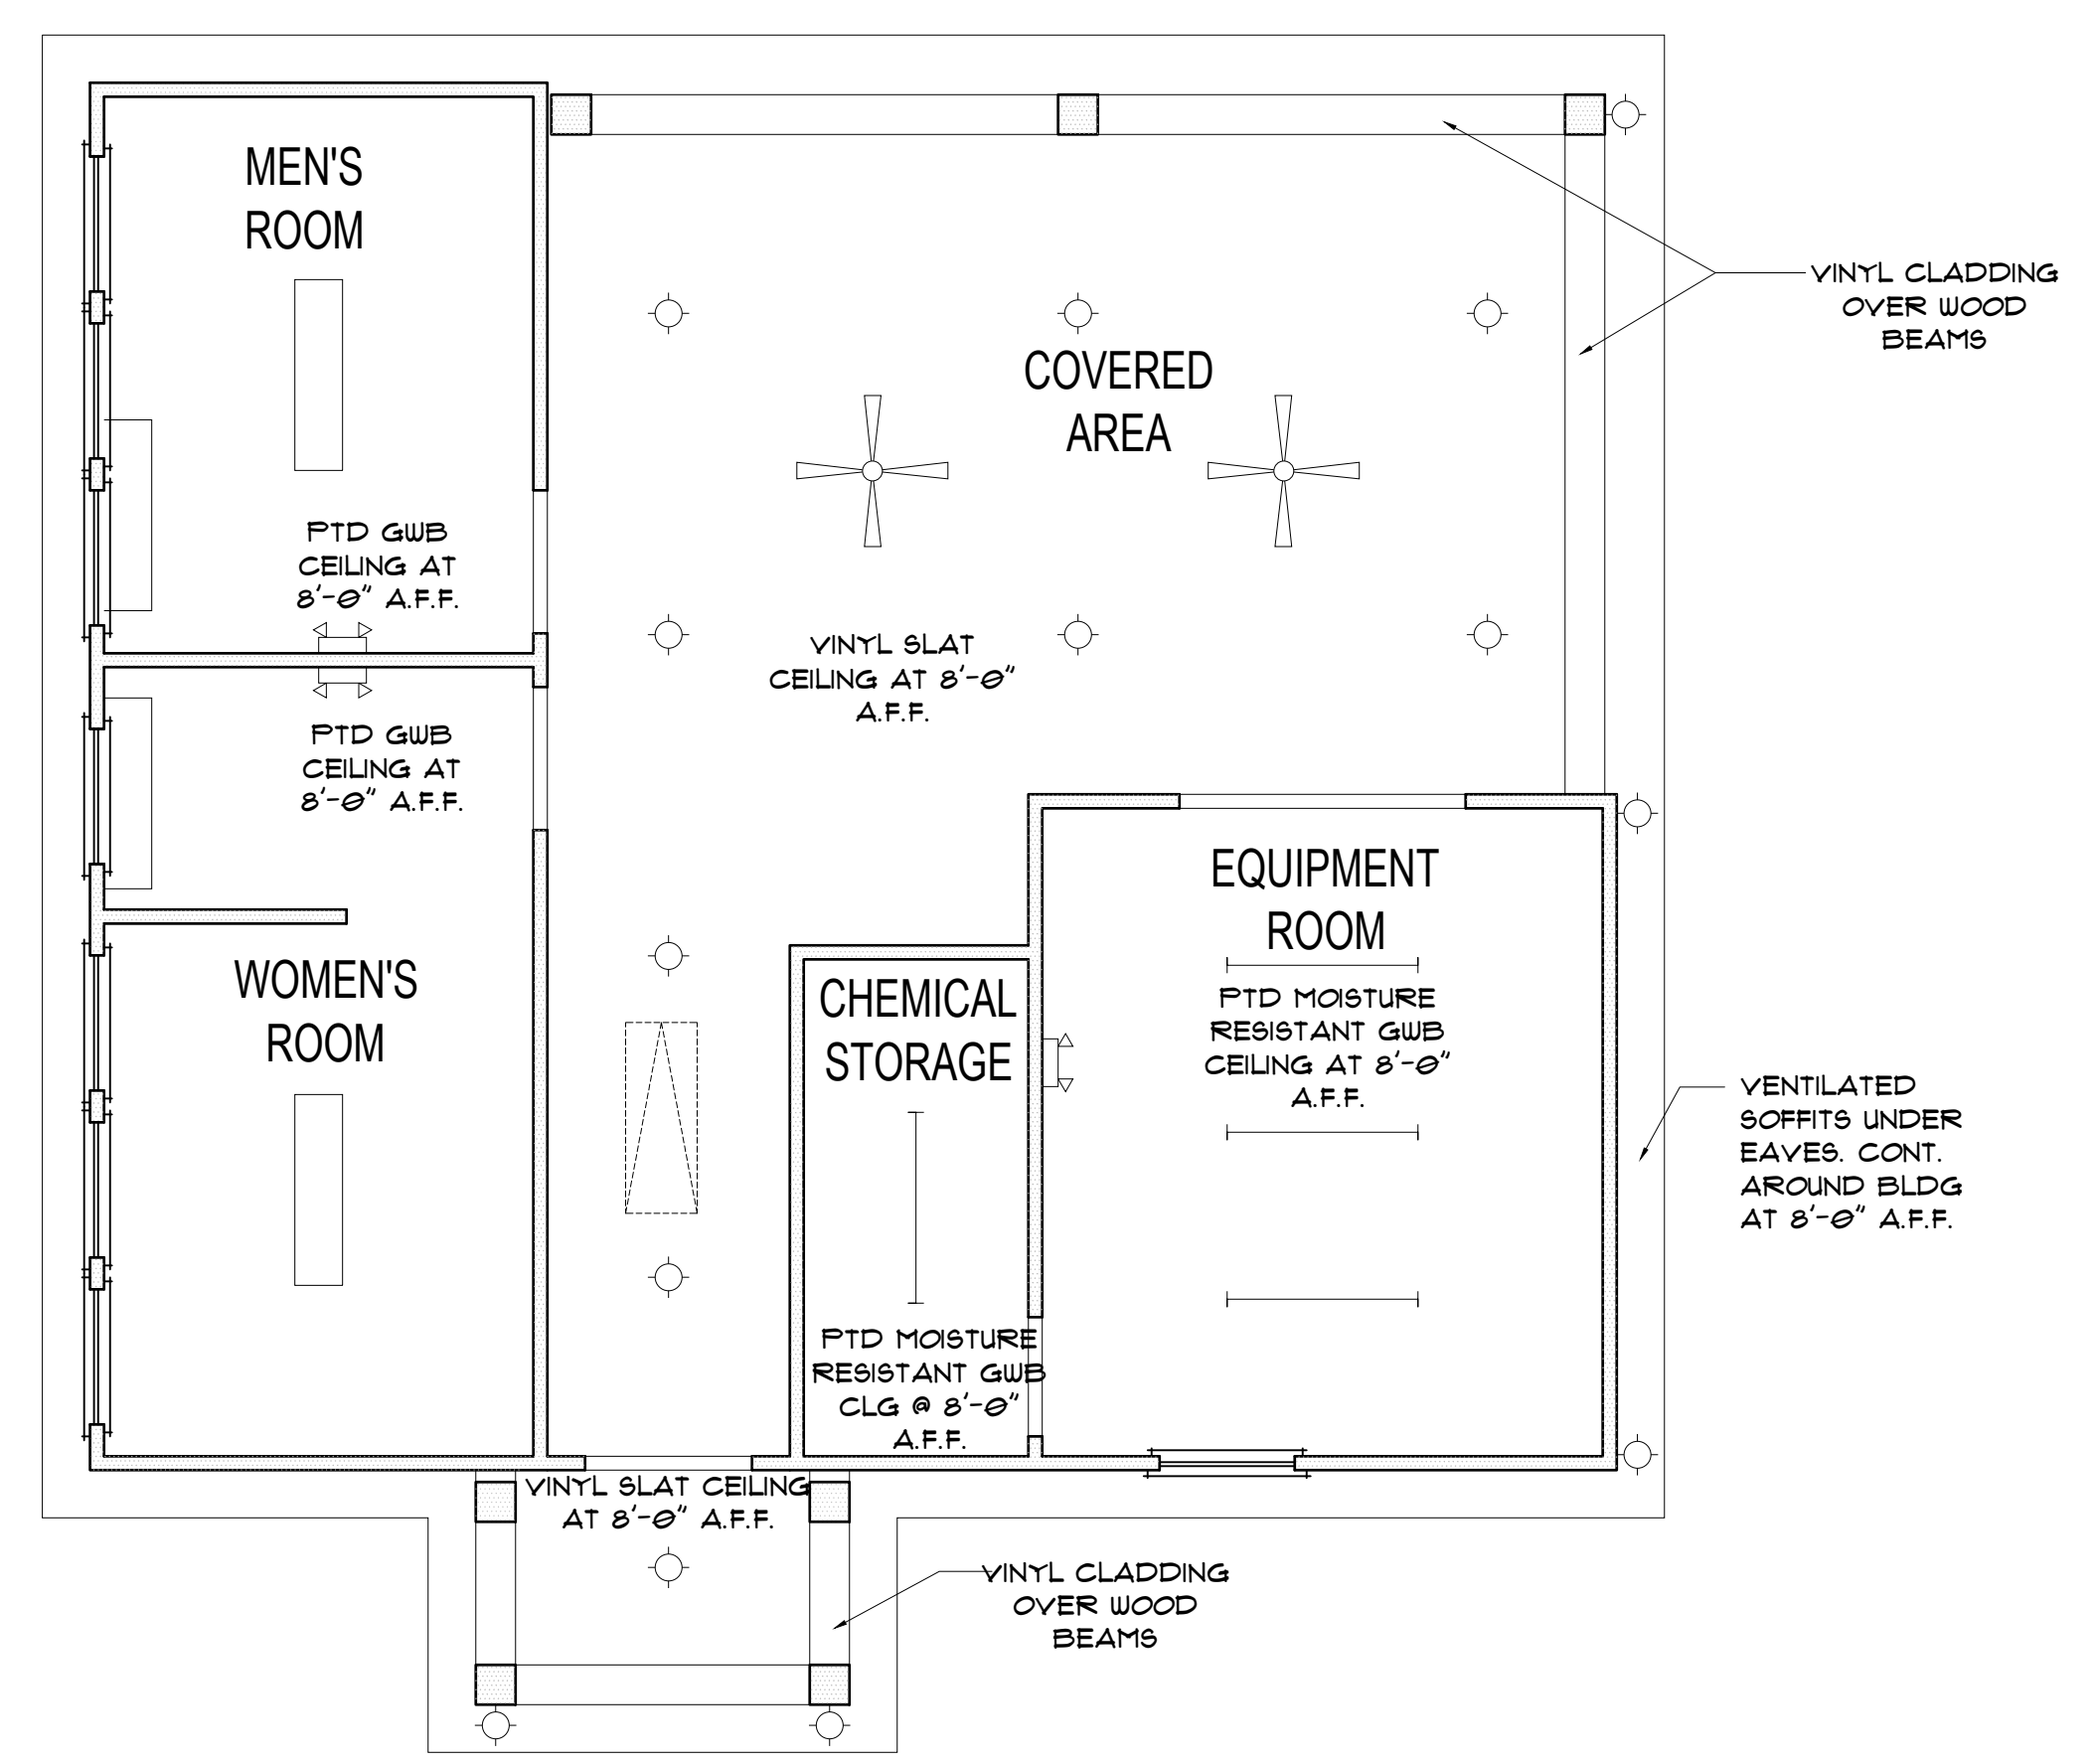 MEN'S
ROOM
PTD GWB
CEILING AT
8'-0" A.F.F.
PTD GWB
CEILING AT
8'-0" A.F.F.
WOMEN'S
ROOM
COVERED
AREA
VINYL SLAT
CEILING AT 8'-0"
A.F.F.
VINYL CLADDING
OVER WOOD
BEAMS
EQUIPMENT
ROOM
PTD MOISTURE
RESISTANT GWB
CEILING AT 8'-0"
A.F.F.
CHEMICAL
STORAGE
PTD MOISTURE
RESISTANT GWB
CLG @ 8'-0"
A.F.F.
VENTILATED
SOFFITS UNDER
EAVES. CONT.
AROUND BLDG
AT 8'-0" A.F.F.
VINYL SLAT CEILING
AT 8'-0" A.F.F.
VINYL CLADDING
OVER WOOD
BEAMS